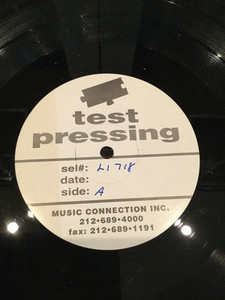 test
pressing
sel#: L1718
date:
side: A
MUSIC CONNECTION INC.
212•689•4000
fax: 212•689•1191